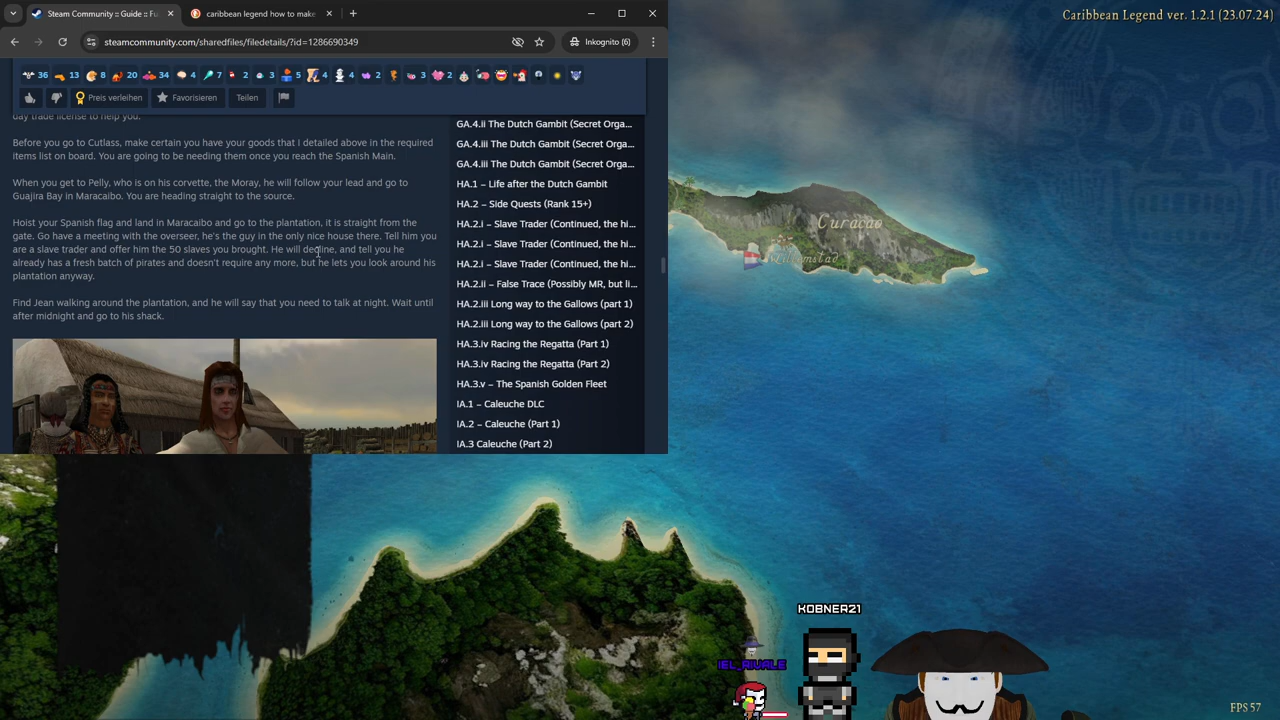 Steam Community :: Guide :: Fu
caribbean legend how to make
steamcommunity.com/sharedfiles/filedetails/?id=1286690349
Inkognito (6)
36 13 8 20 34 4 7 2 3 5 4 4 2 3 2
Preis verleihen
Favorisieren
Teilen
day trade license to help you.
Before you go to Cutlass, make certain you have your goods that I detailed above in the required
items list on board. You are going to be needing them once you reach the Spanish Main.
When you get to Pelly, who is on his corvette, the Moray, he will follow your lead and go to
Guajira Bay in Maracaibo. You are heading straight to the source.
Hoist your Spanish flag and land in Maracaibo and go to the plantation, it is straight from the
gate. Go have a meeting with the overseer, he's the guy in the only nice house there. Tell him you
are a slave trader and offer him the 50 slaves you brought. He will decline, and tell you he
already has a fresh batch of pirates and doesn't require any more, but he lets you look around his
plantation anyway.
Find Jean walking around the plantation, and he will say that you need to talk at night. Wait until
after midnight and go to his shack.
GA.4.ii The Dutch Gambit (Secret Orga...
GA.4.iii The Dutch Gambit (Secret Orga...
GA.4.iii The Dutch Gambit (Secret Orga...
HA.1 – Life after the Dutch Gambit
HA.2 – Side Quests (Rank 15+)
HA.2.i – Slave Trader (Continued, the hi...
HA.2.i – Slave Trader (Continued, the hi...
HA.2.i – Slave Trader (Continued, the hi...
HA.2.ii – False Trace (Possibly MR, but li...
HA.2.iii Long way to the Gallows (part 1)
HA.2.iii Long way to the Gallows (part 2)
HA.3.iv Racing the Regatta (Part 1)
HA.3.iv Racing the Regatta (Part 2)
HA.3.v – The Spanish Golden Fleet
IA.1 – Caleuche DLC
IA.2 – Caleuche (Part 1)
IA.3 Caleuche (Part 2)
Caribbean Legend ver. 1.2.1 (23.07.24)
Curacao
Willemstad
KOBNER21
IEL_RIVALE
FPS 57